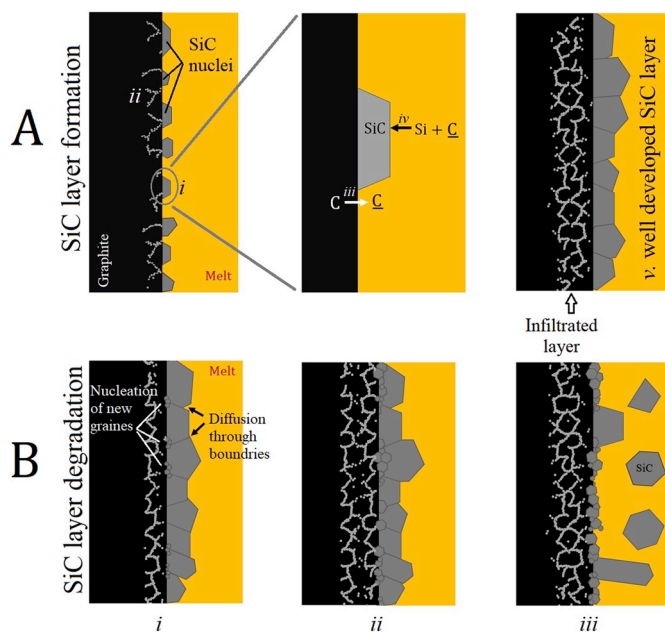 A
SiC layer formation
SiC
nuclei
ii
i
Graphite
Melt
SiC
iv
Si + C
C
iii
C
v. well developed SiC layer
Infiltrated
layer
B
SiC layer degradation
Melt
Nucleation
of new
graines
Diffusion
through
boundries
SiC
i
ii
iii